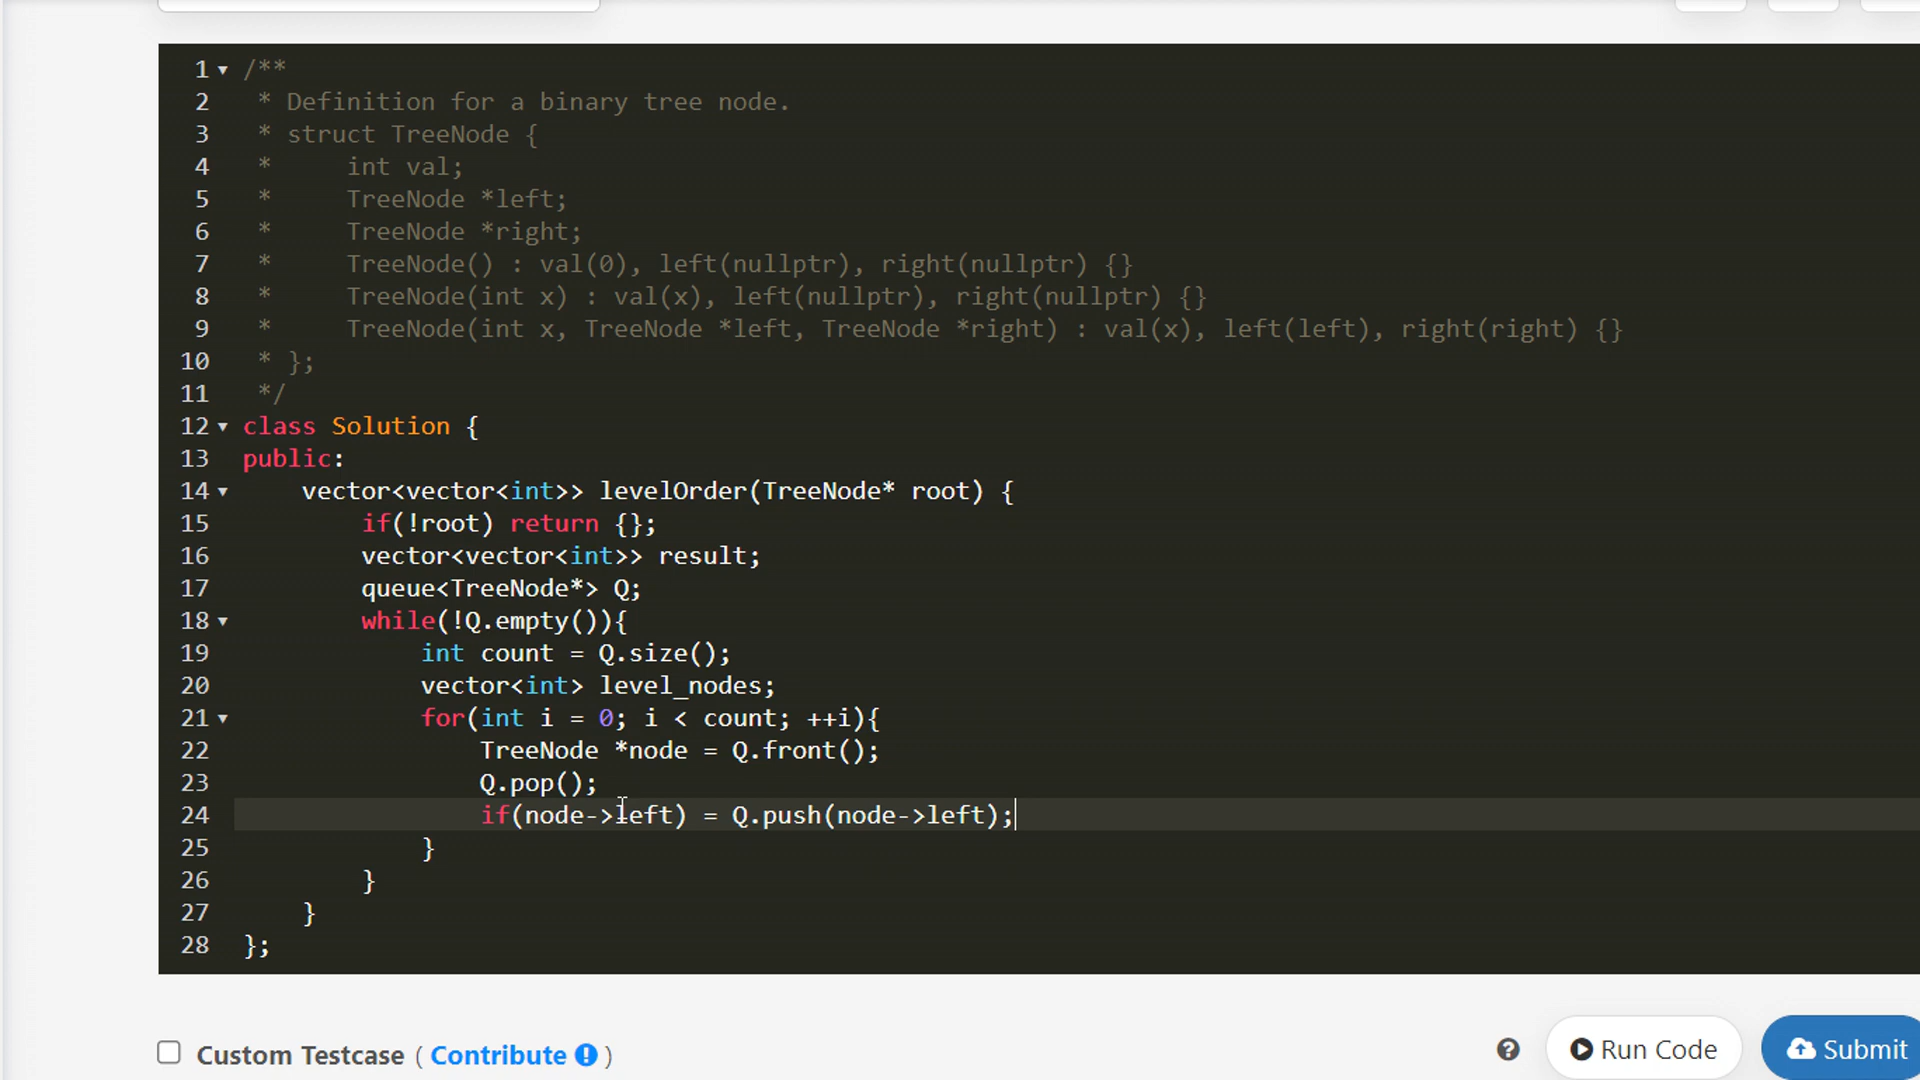 1 /**
2 * Definition for a binary tree node.
3 * struct TreeNode {
4 * int val;
5 * TreeNode *left;
6 * TreeNode *right;
7 * TreeNode() : val(0), left(nullptr), right(nullptr) {}
8 * TreeNode(int x) : val(x), left(nullptr), right(nullptr) {}
9 * TreeNode(int x, TreeNode *left, TreeNode *right) : val(x), left(left), right(right) {}
10 * };
11 */
12 class Solution {
13 public:
14 vector<vector<int>> levelOrder(TreeNode* root) {
15 if(!root) return {};
16 vector<vector<int>> result;
17 queue<TreeNode*> Q;
18 while(!Q.empty()){
19 int count = Q.size();
20 vector<int> level_nodes;
21 for(int i = 0; i < count; ++i){
22 TreeNode *node = Q.front();
23 Q.pop();
24 if(node->left) = Q.push(node->left);
25 }
26 }
27 }
28 };
Custom Testcase ( Contribute ! ) ? Run Code Submit